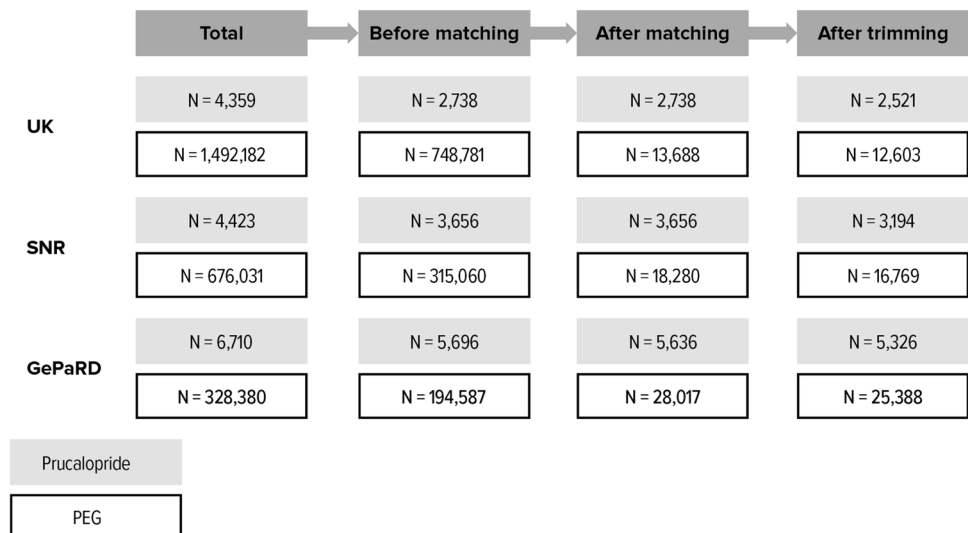 Total Before matching After matching After trimming
UK
N = 4,359 N = 2,738 N = 2,738 N = 2,521
N = 1,492,182 N = 748,781 N = 13,688 N = 12,603
SNR
N = 4,423 N = 3,656 N = 3,656 N = 3,194
N = 676,031 N = 315,060 N = 18,280 N = 16,769
GePaRD
N = 6,710 N = 5,696 N = 5,636 N = 5,326
N = 328,380 N = 194,587 N = 28,017 N = 25,388
Prucalopride
PEG